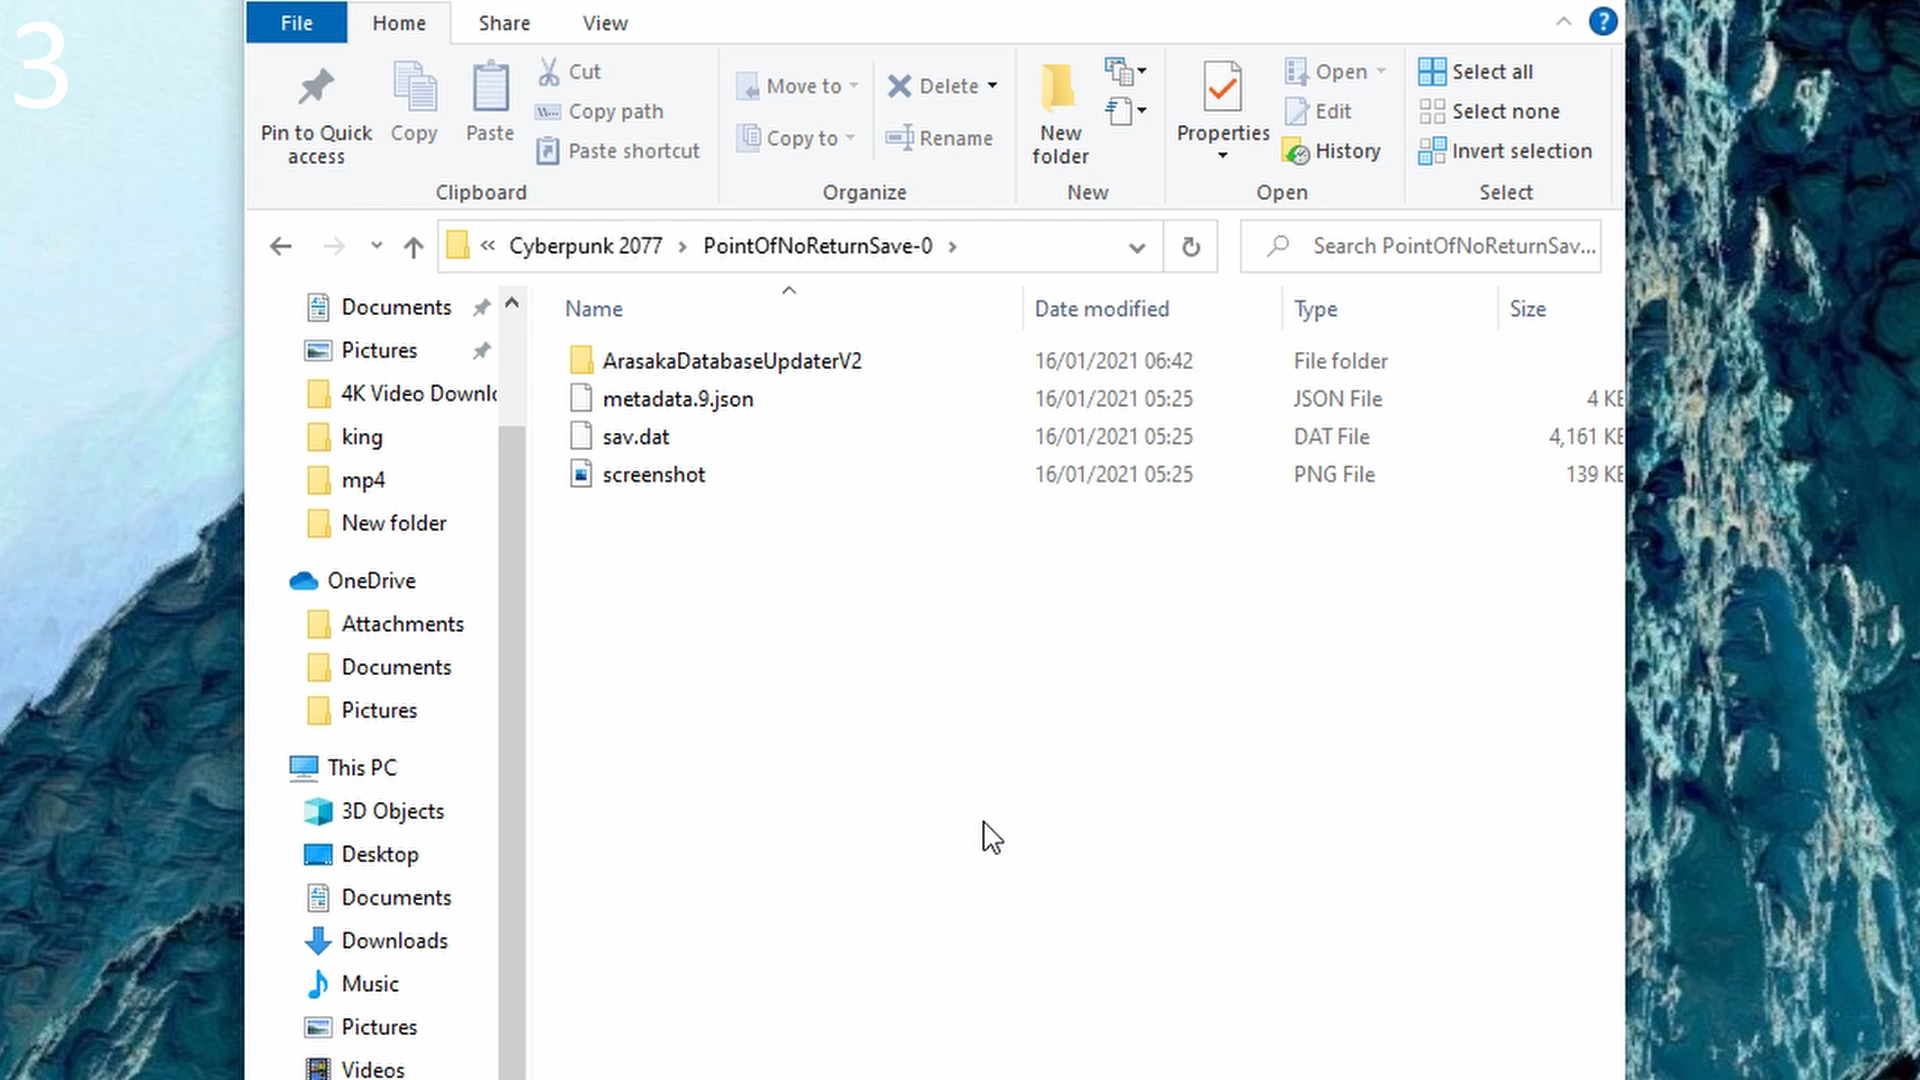 3
File Home Share View
Pin to Quick access
Copy
Paste
Cut
Copy path
Paste shortcut
Clipboard
Move to
Copy to
Delete
Rename
Organize
New folder
New
Properties
Open
Edit
History
Open
Select all
Select none
Invert selection
Select
« Cyberpunk 2077 > PointOfNoReturnSave-0 >
Search PointOfNoReturnSav...
Documents
Pictures
4K Video Downlo
king
mp4
New folder
OneDrive
Attachments
Documents
Pictures
This PC
3D Objects
Desktop
Documents
Downloads
Music
Pictures
Videos
Name Date modified Type Size
ArasakaDatabaseUpdaterV2 16/01/2021 06:42 File folder
metadata.9.json 16/01/2021 05:25 JSON File 4 KB
sav.dat 16/01/2021 05:25 DAT File 4,161 KB
screenshot 16/01/2021 05:25 PNG File 139 KB